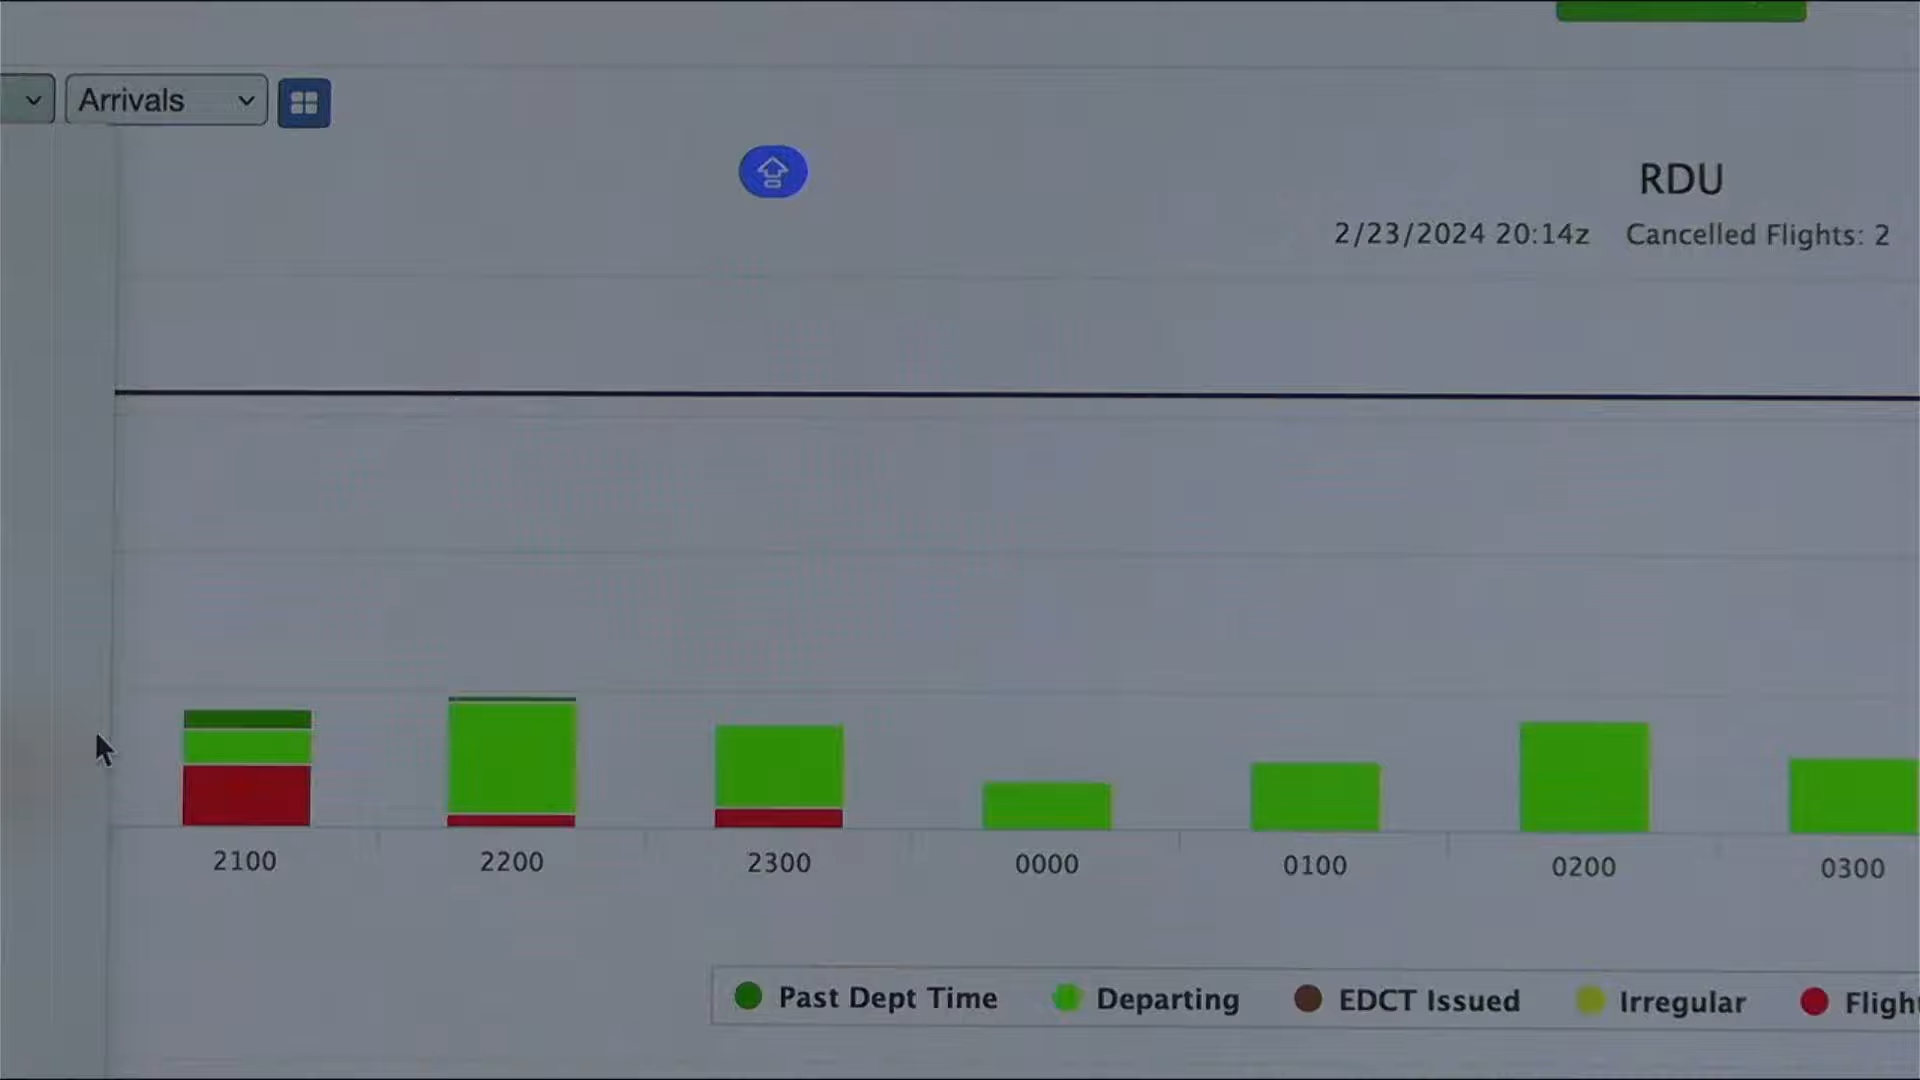 Arrivals
RDU
2/23/2024 20:14z Cancelled Flights: 2
2100 2200 2300 0000 0100 0200 0300
Past Dept Time Departing EDCT Issued Irregular